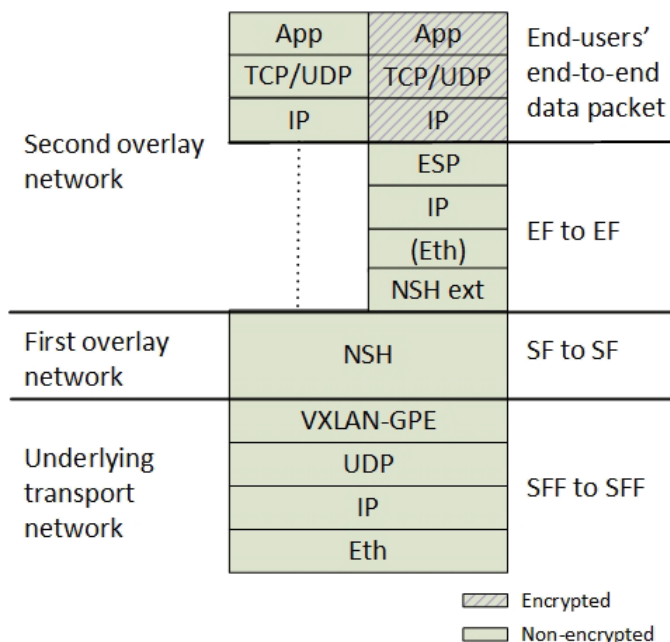 App
App
TCP/UDP
TCP/UDP
IP
IP
End-users'
end-to-end
data packet
Second overlay
network
ESP
IP
(Eth)
NSH ext
EF to EF
First overlay
network
NSH
SF to SF
Underlying
transport
network
VXLAN-GPE
UDP
IP
Eth
SFF to SFF
Encrypted
Non-encrypted